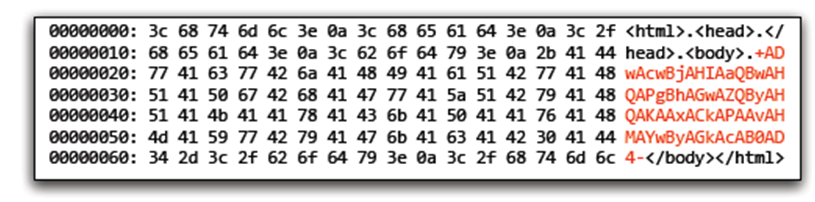 00000000: 3c 68 74 6d 6c 3e 0a 3c 68 65 61 64 3e 0a 3c 2f <html>.<head>.</
00000010: 68 65 61 64 3e 0a 3c 62 6f 64 79 3e 0a 2b 41 44 head>.<body>.+AD
00000020: 77 41 63 77 42 6a 41 48 49 41 61 51 42 77 41 48 wAcwBjAHIAaQBwAH
00000030: 51 41 50 67 42 68 41 47 77 41 5a 51 42 79 41 48 QAPgBhAGwAZQByAH
00000040: 51 41 4b 41 41 78 41 43 6b 41 50 41 41 76 41 48 QAKAAxACkAPAAvAH
00000050: 4d 41 59 77 42 79 41 47 6b 41 63 41 42 30 41 44 MAYwByAGkAcAB0AD
00000060: 34 2d 3c 2f 62 6f 64 79 3e 0a 3c 2f 68 74 6d 6c 4-</body></html>